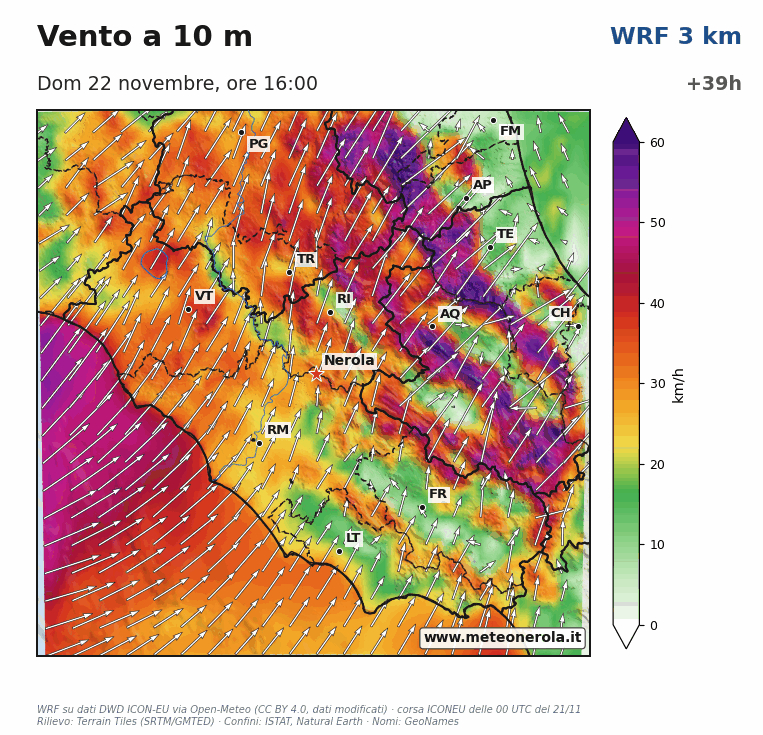 Vento a 10 m
WRF 3 km
Dom 22 novembre, ore 16:00
+39h
FM
PG
AP
TE
TR
VT
RI
AQ
CH
Nerola
RM
FR
LT
www.meteonerola.it
60
50
40
30
20
10
0
km/h
WRF su dati DWD ICON-EU via Open-Meteo (CC BY 4.0, dati modificati) · corsa ICONEU delle 00 UTC del 21/11
Rilievo: Terrain Tiles (SRTM/GMTED) · Confini: ISTAT, Natural Earth · Nomi: GeoNames